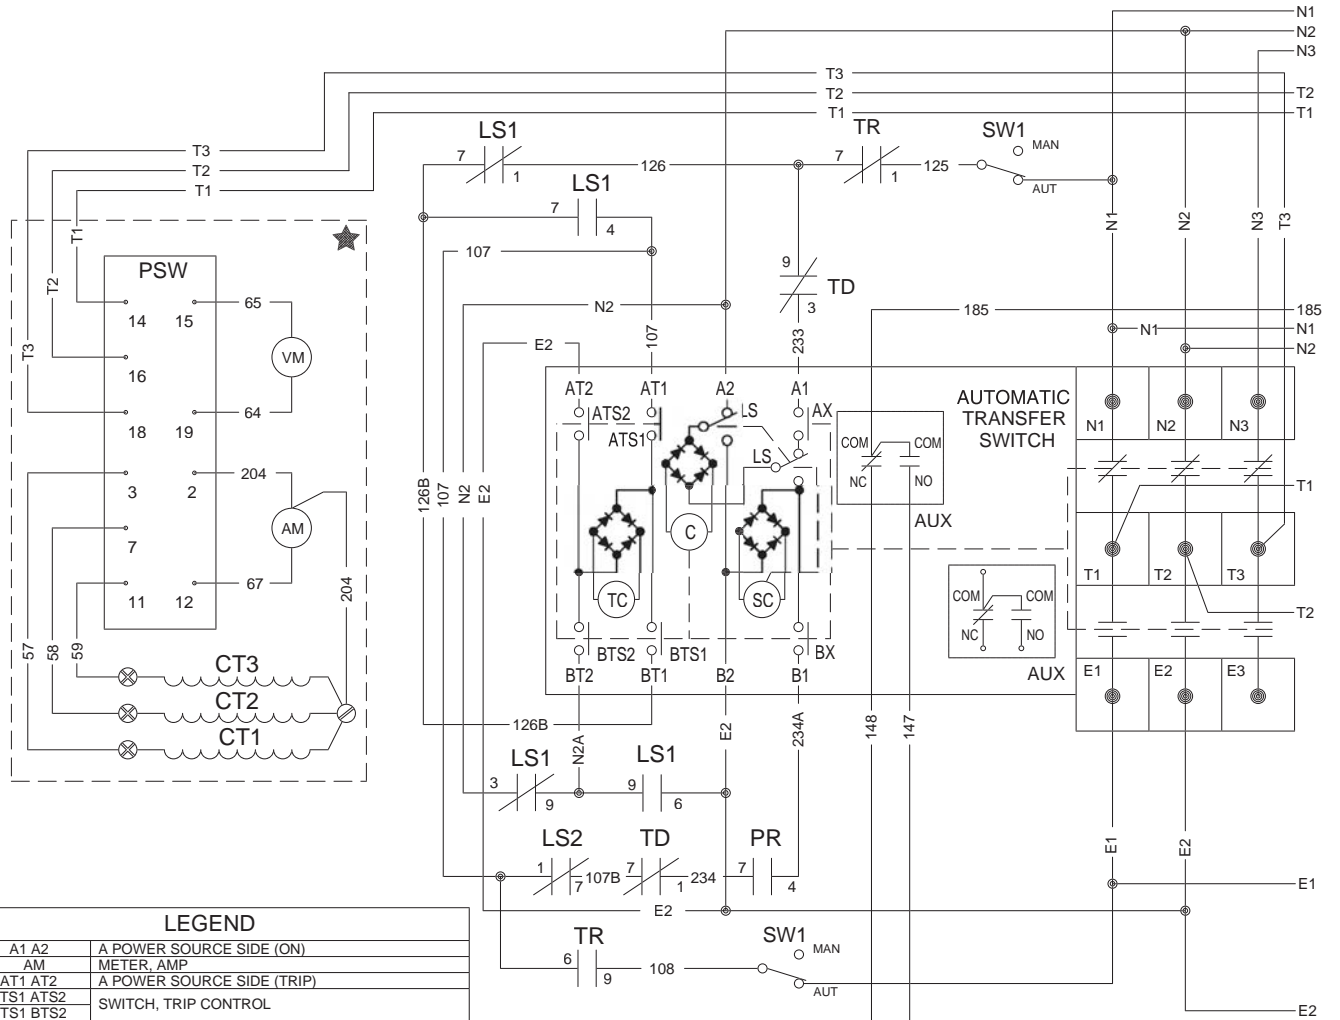 N1
N2
N3
T3
T2
T2
T1
T1
LS1
TR
SW1
MAN
7
1
126
7
1
125
AUT
T3
T2
T1
LS1
7
4
107
N1
N2
N3
T3
T1
T2
T3
PSW
14
15
65
VM
16
18
19
64
3
2
204
AM
7
11
12
67
204
57
58
59
CT3
CT2
CT1
9
3
TD
N2
E2
107
233
185
185
N1
N1
N2
126B
107
N2
E2
AT2
AT1
A2
A1
ATS2
ATS1
LS
LS
AX
AUTOMATIC
TRANSFER
SWITCH
COM
COM
NC
NO
AUX
N1
N2
N3
T1
TC
C
SC
T1
T2
T3
T2
COM
COM
NC
NO
AUX
BTS2
BTS1
BX
BT2
BT1
B2
B1
E1
E2
E3
126B
N2A
E2
234A
148
147
LS1
3
9
LS1
9
6
LS2
1
7
107B
TD
7
1
234
PR
7
4
E1
E2
E1
E2
TR
6
9
108
SW1
MAN
AUT
E2
LEGEND
A1 A2 A POWER SOURCE SIDE (ON)
AM METER, AMP
AT1 AT2 A POWER SOURCE SIDE (TRIP)
TS1 ATS2 SWITCH, TRIP CONTROL
TS1 BTS2